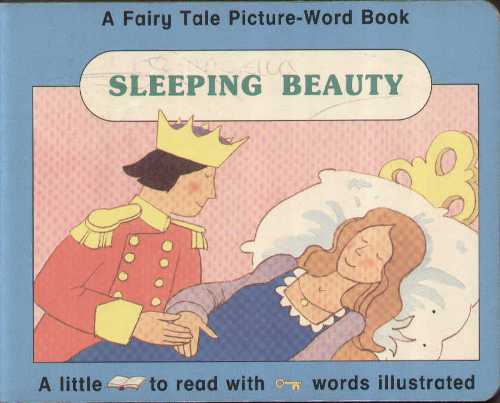 A Fairy Tale Picture-Word Book
SLEEPING BEAUTY
A little to read with words illustrated